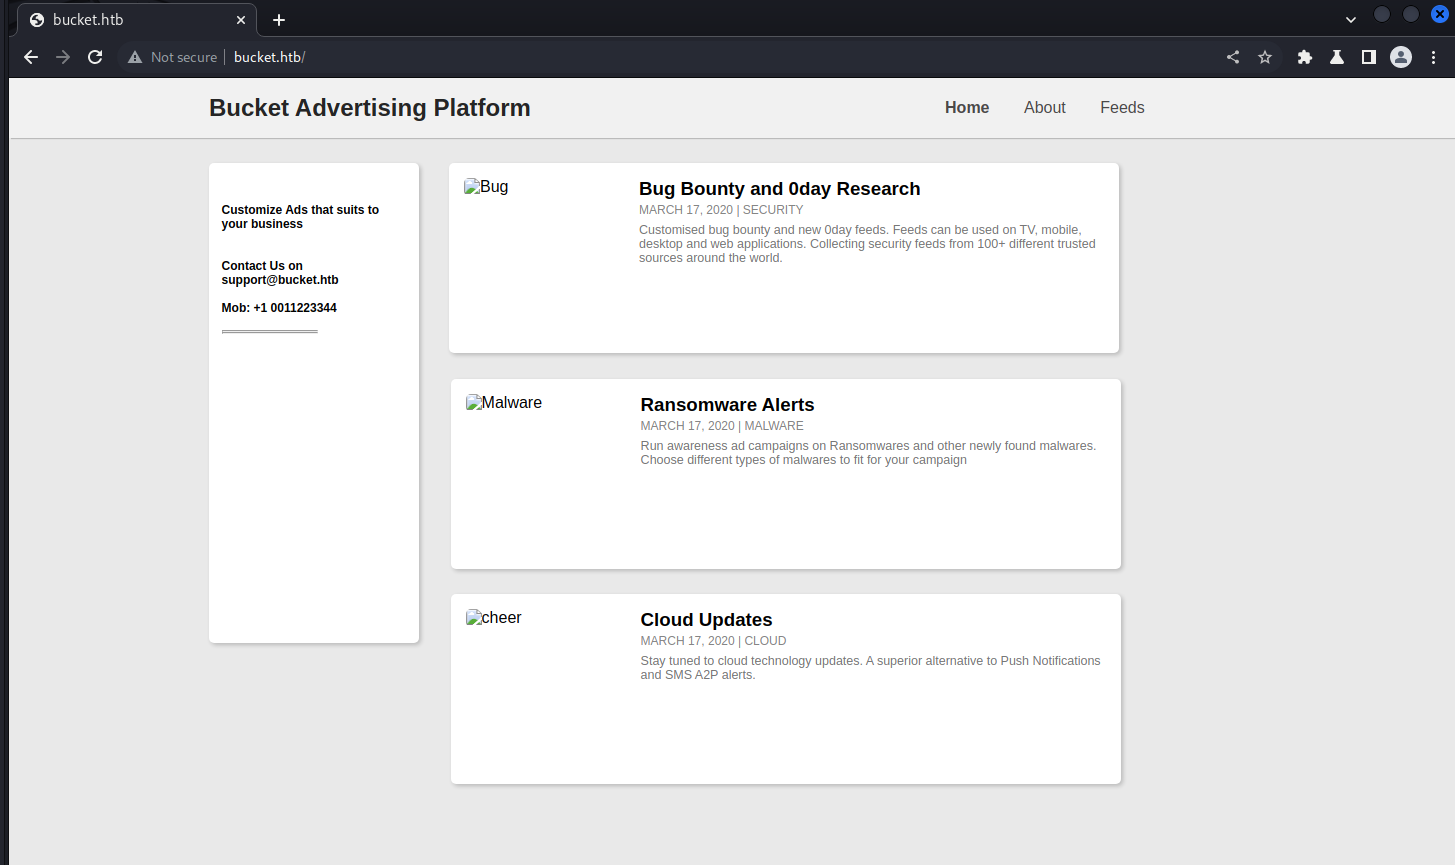 bucket.htb
Not secure
bucket.htb/
Bucket Advertising Platform
Home
About
Feeds
Customize Ads that suits to
your business
Contact Us on
support@bucket.htb
Mob: +1 0011223344
Bug
Bug Bounty and 0day Research
MARCH 17, 2020 | SECURITY
Customised bug bounty and new 0day feeds. Feeds can be used on TV, mobile,
desktop and web applications. Collecting security feeds from 100+ different trusted
sources around the world.
Malware
Ransomware Alerts
MARCH 17, 2020 | MALWARE
Run awareness ad campaigns on Ransomwares and other newly found malwares.
Choose different types of malwares to fit for your campaign
cheer
Cloud Updates
MARCH 17, 2020 | CLOUD
Stay tuned to cloud technology updates. A superior alternative to Push Notifications
and SMS A2P alerts.